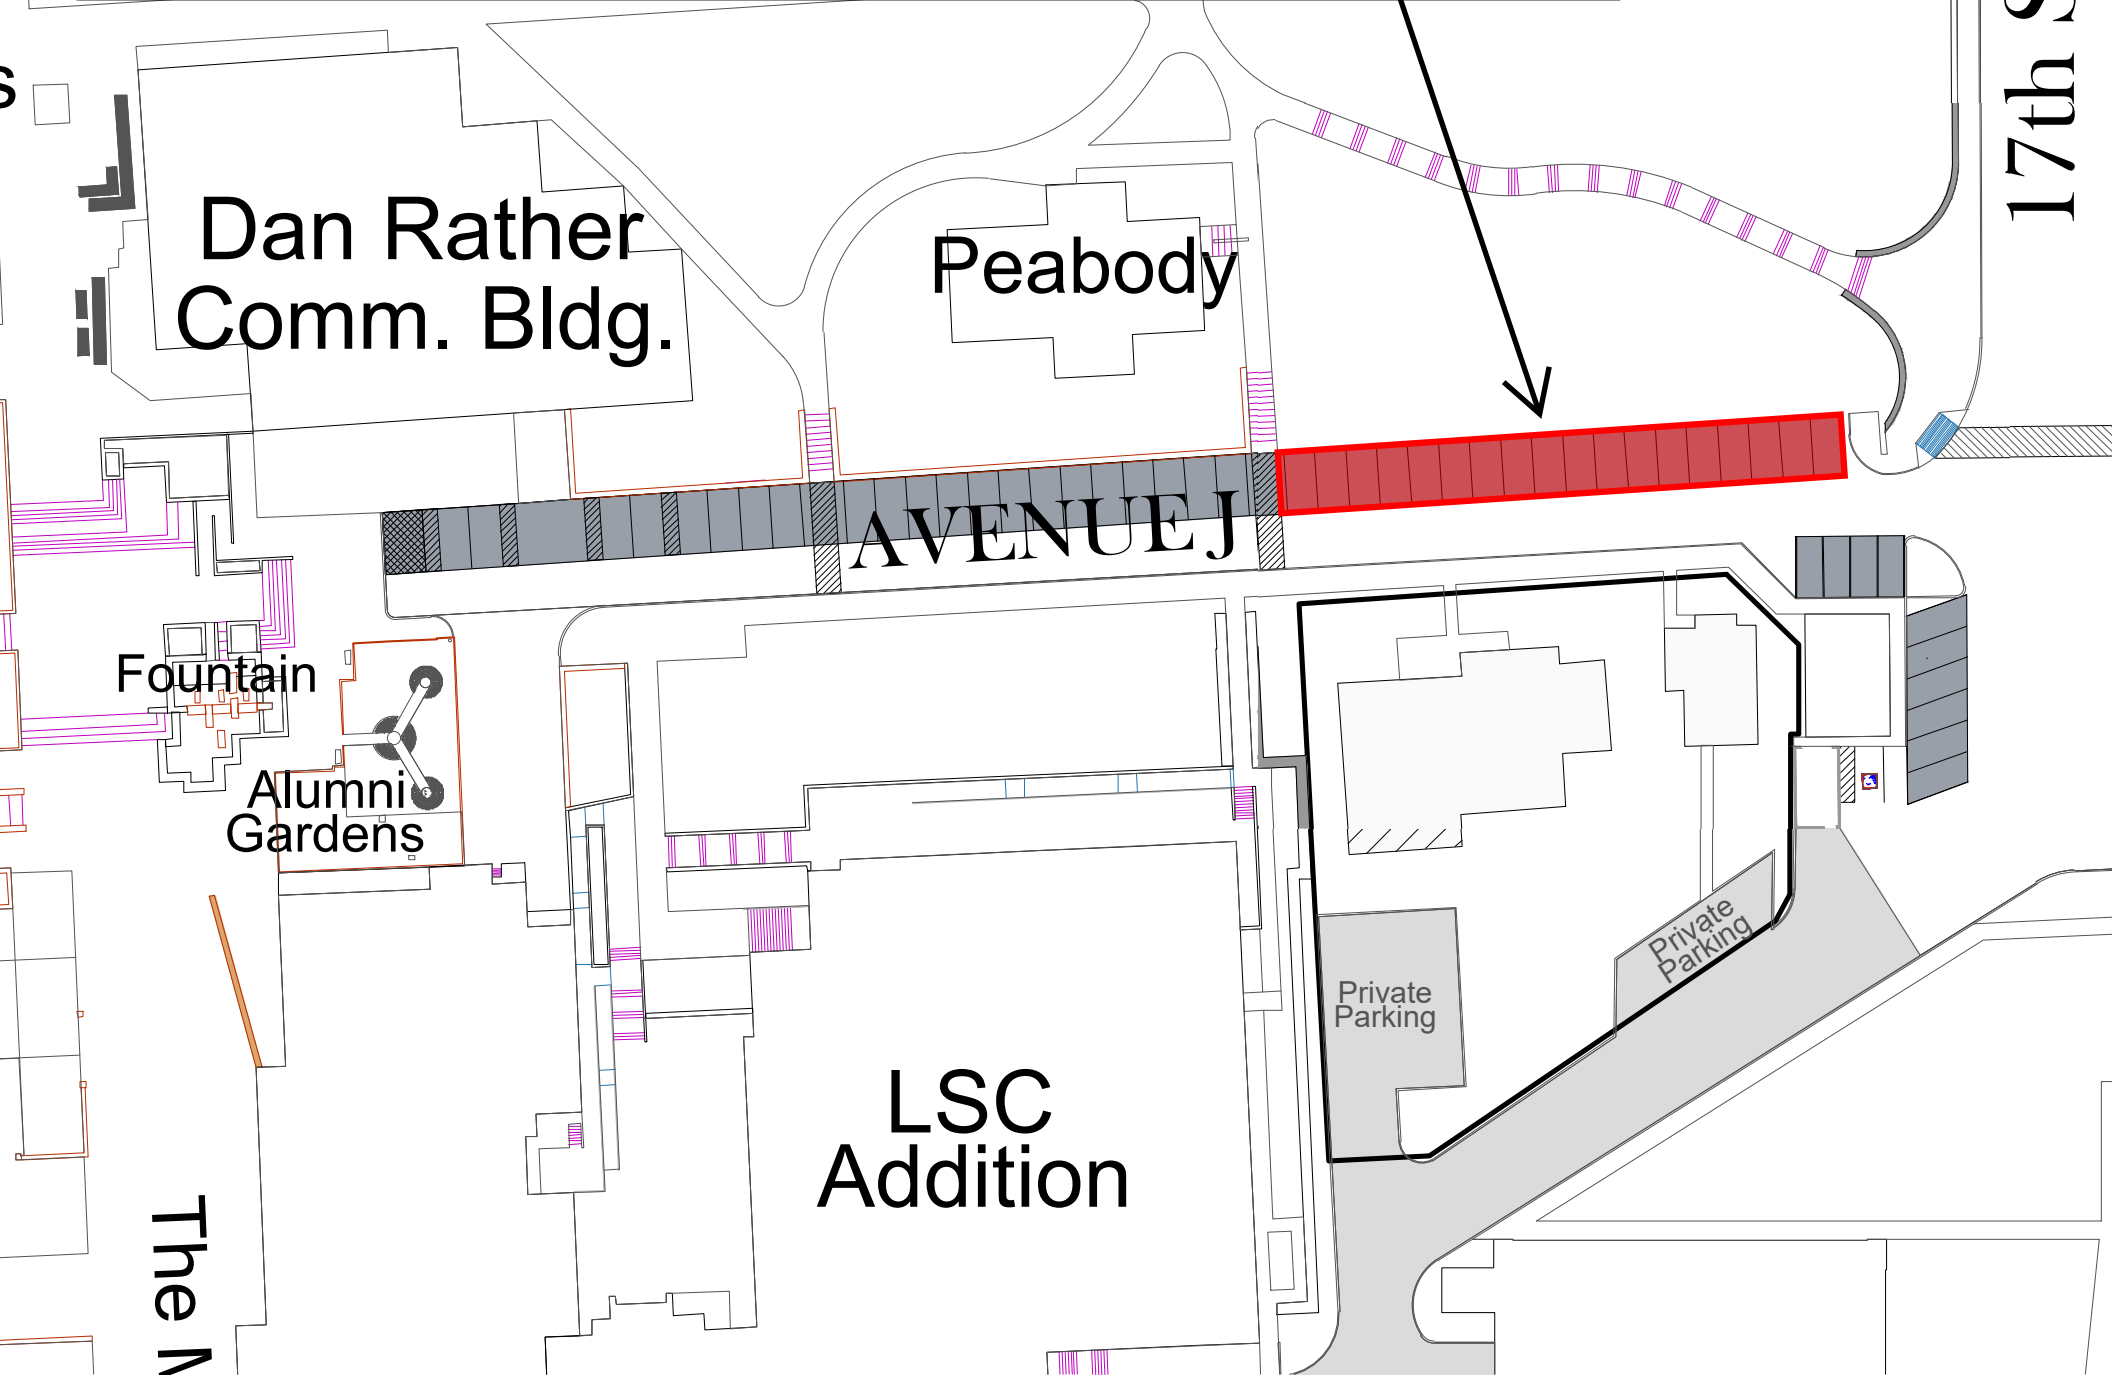 s
17th S
Dan Rather
Comm. Bldg.
Peabody
AVENUE J
Fountain
Alumni
Gardens
Private
Parking
Private
Parking
LSC
Addition
The M